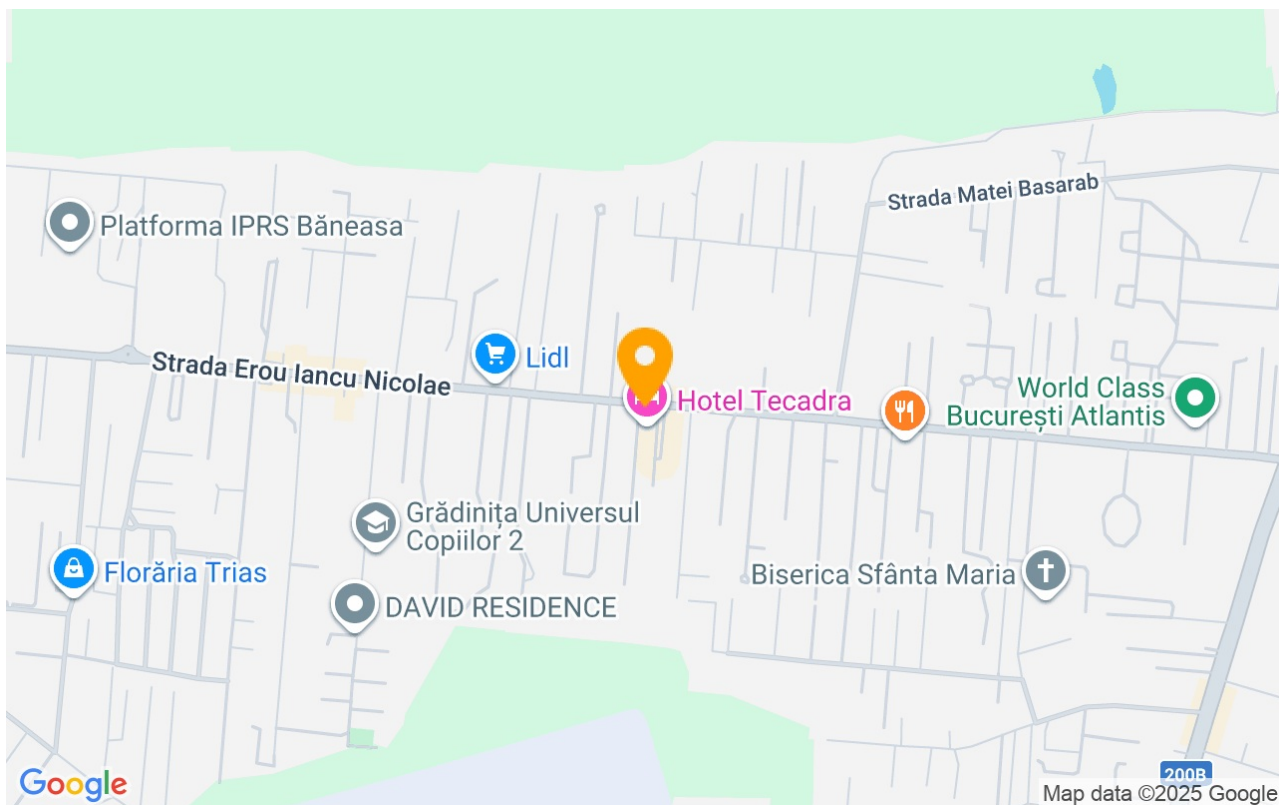 Strada Matei Basarab
Platforma IPRS Băneasa
Strada Erou Iancu Nicolae
Lidl
Hotel Tecadra
World Class
București Atlantis
Grădinița Universul
Copiilor 2
Florăria Trias
Biserica Sfânta Maria
DAVID RESIDENCE
200B
Google
Map data ©2025 Google